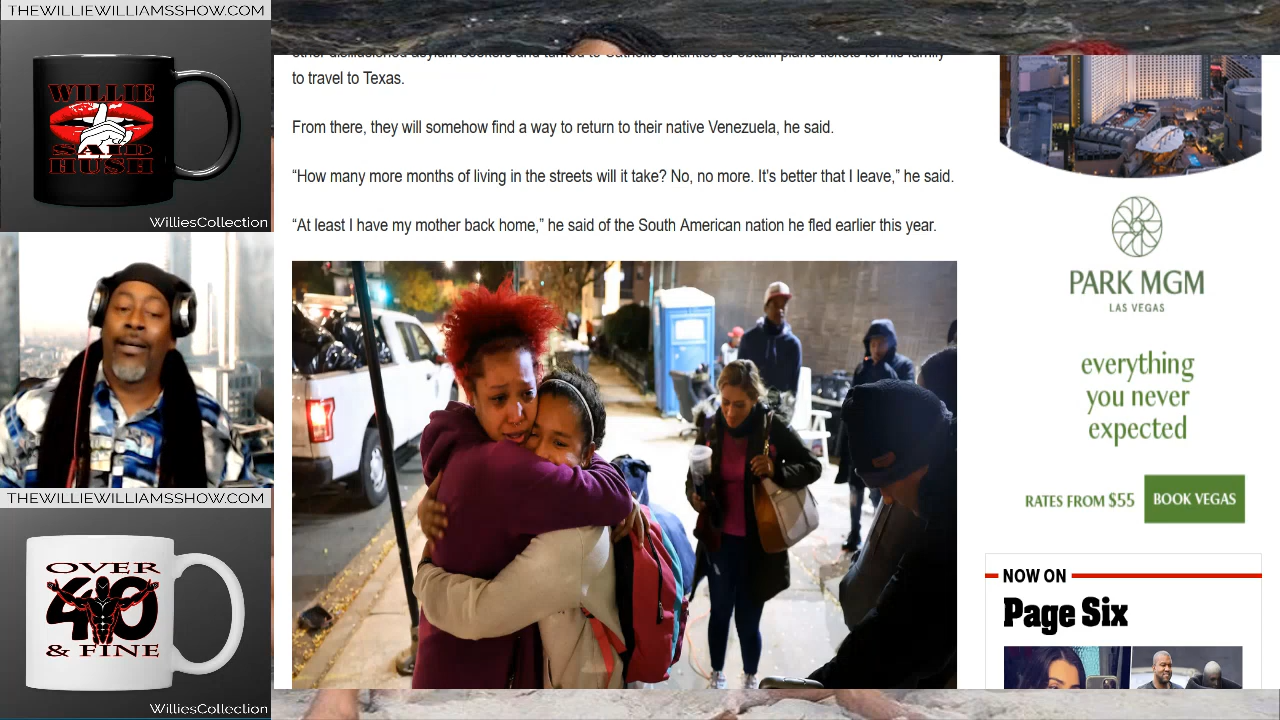 THEWILLIEWILLIAMSSHOW.COM
WILLIE
SAID
HUSH
WilliesCollection
THEWILLIEWILLIAMSSHOW.COM
OVER
40
& FINE
WilliesCollection
to travel to Texas.
From there, they will somehow find a way to return to their native Venezuela, he said.
“How many more months of living in the streets will it take? No, no more. It’s better that I leave,” he said.
“At least I have my mother back home,” he said of the South American nation he fled earlier this year.
PARK MGM
LAS VEGAS
everything
you never
expected
RATES FROM $55 BOOK VEGAS
NOW ON
Page Six